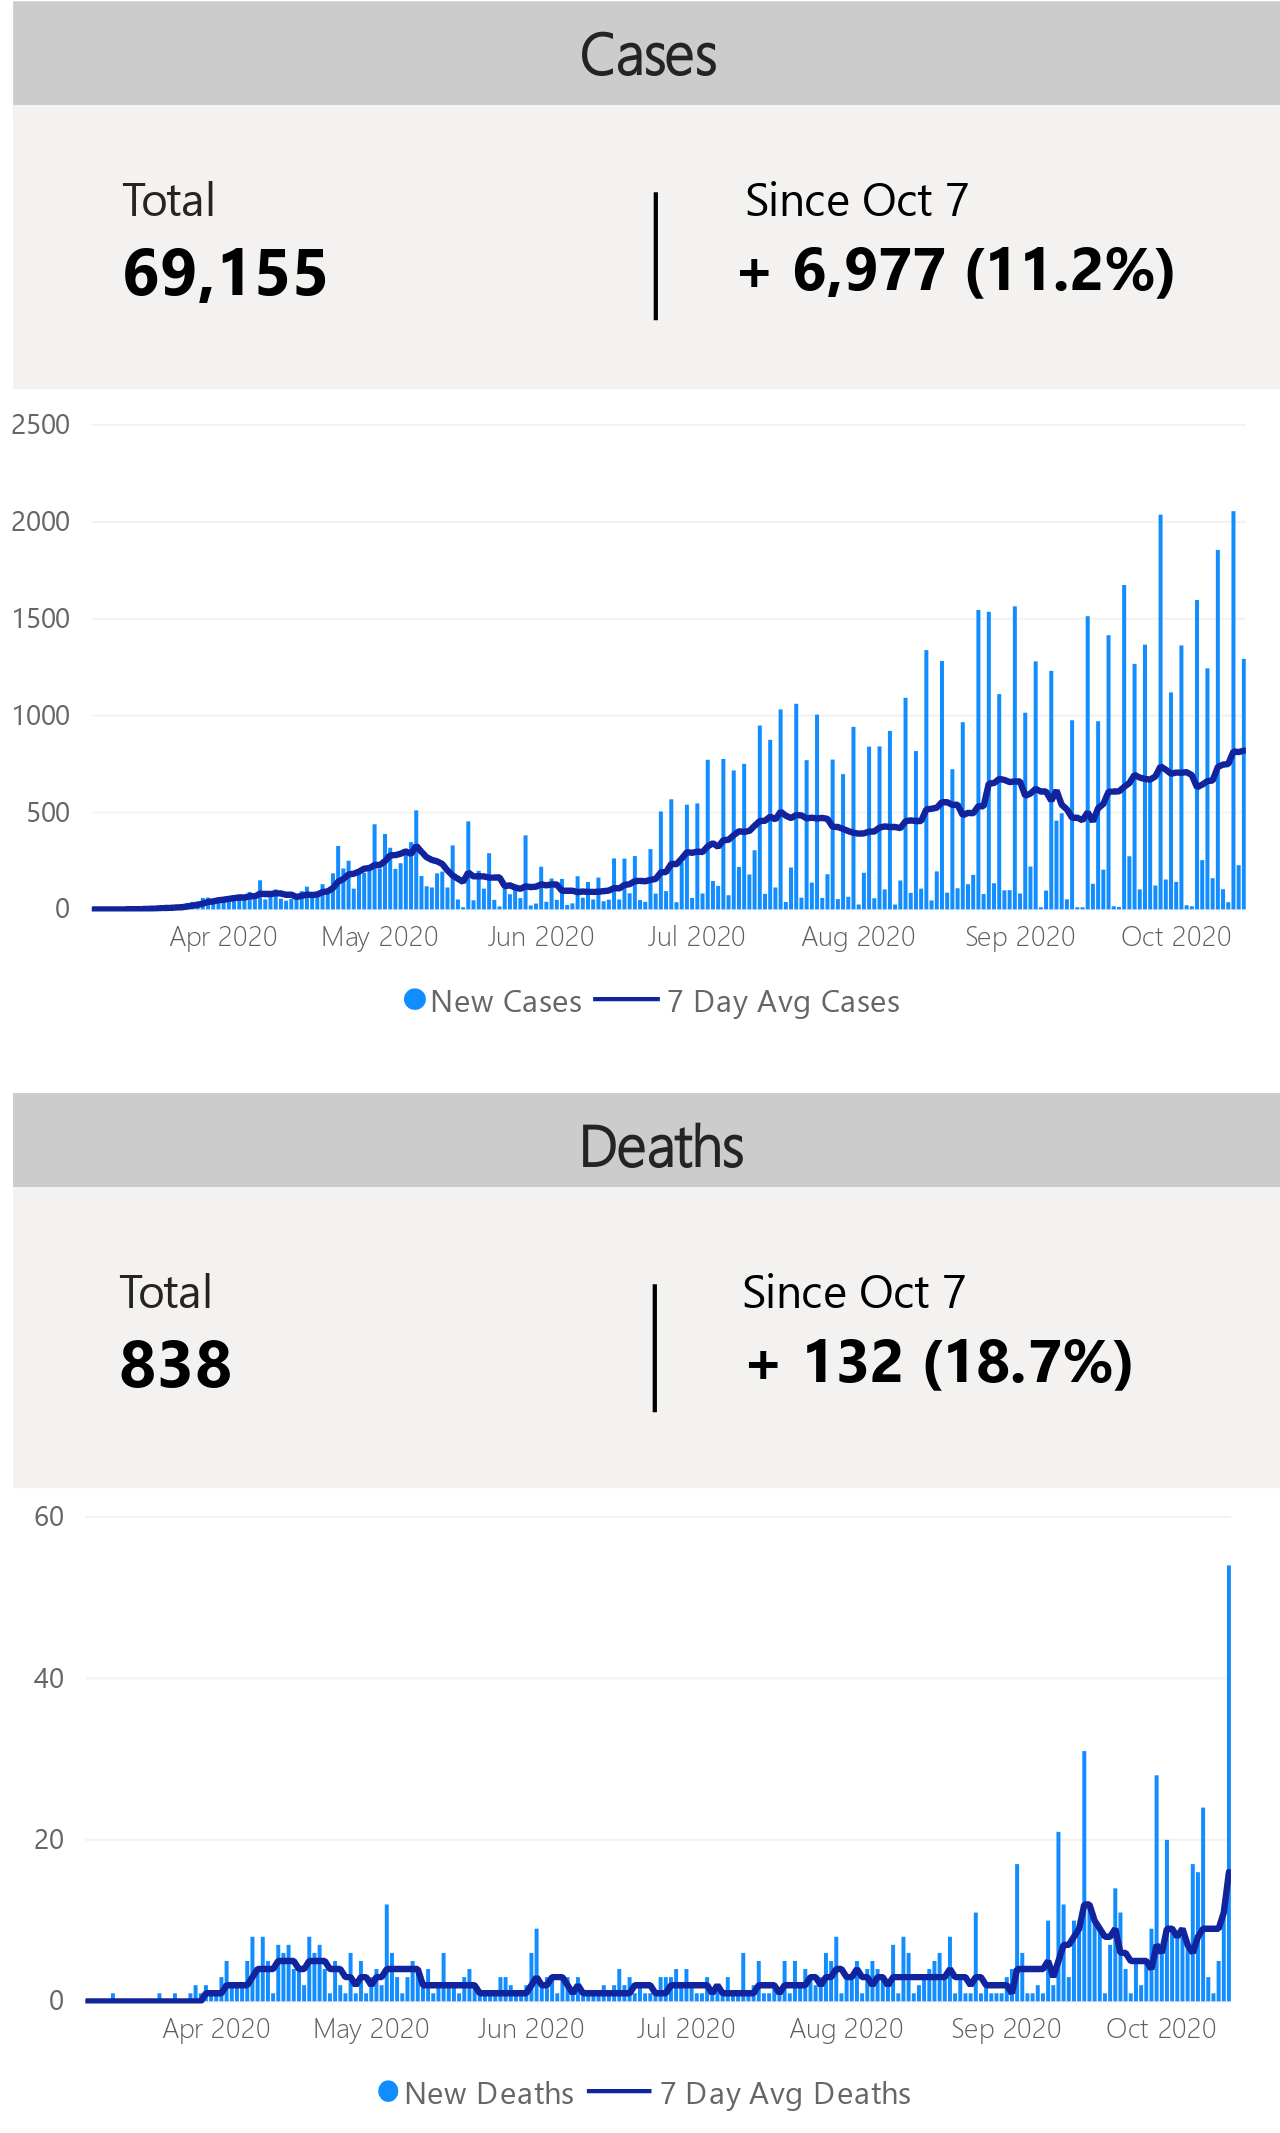 Cases
Total
69,155
Since Oct 7
+ 6,977 (11.2%)
2500
2000
1500
1000
500
0
Apr 2020 May 2020 Jun 2020 Jul 2020 Aug 2020 Sep 2020 Oct 2020
New Cases 7 Day Avg Cases
Deaths
Total
838
Since Oct 7
+ 132 (18.7%)
60
40
20
0
Apr 2020 May 2020 Jun 2020 Jul 2020 Aug 2020 Sep 2020 Oct 2020
New Deaths 7 Day Avg Deaths